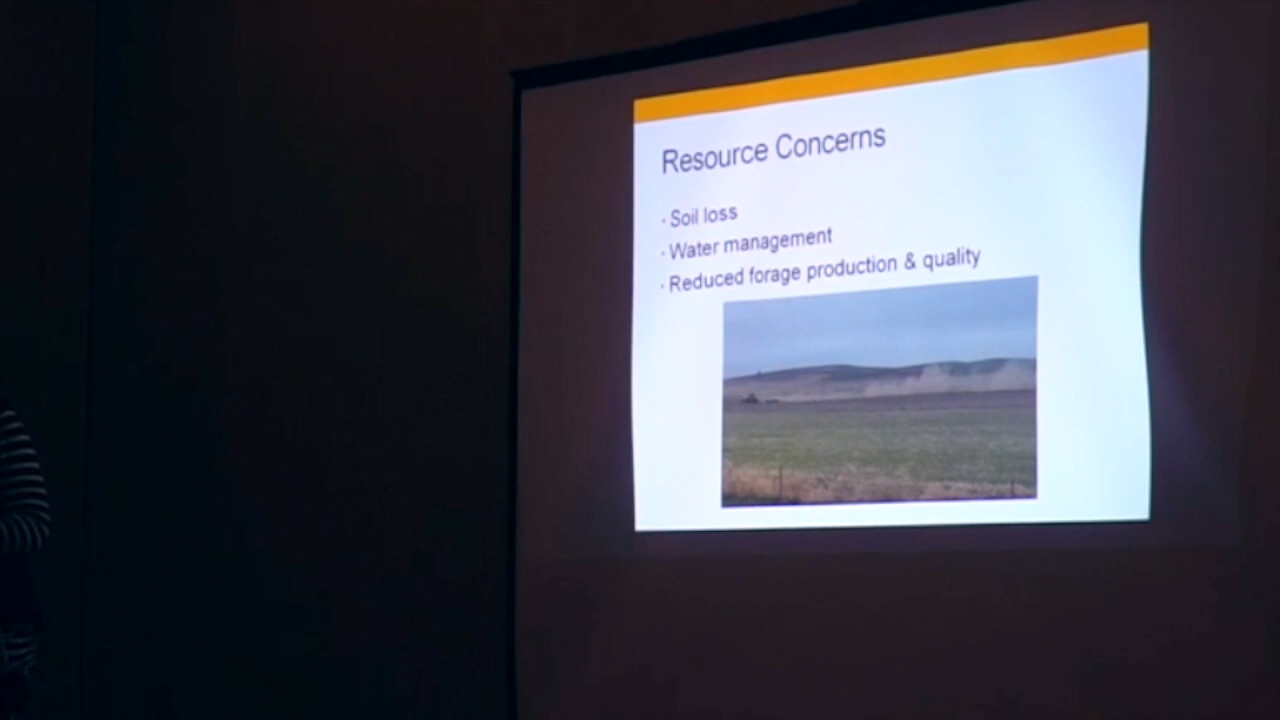 Resource Concerns
· Soil loss
· Water management
· Reduced forage production & quality